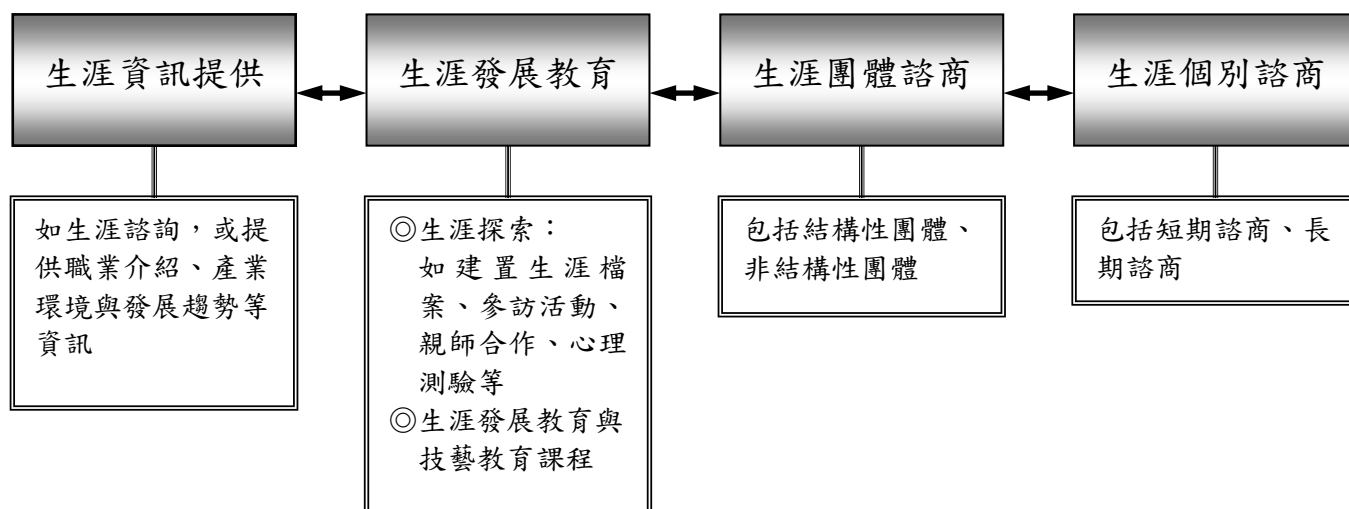 生涯資訊提供
生涯發展教育
生涯團體諮商
生涯個別諮商
如生涯諮詢，或提
供職業介紹、產業
環境與發展趨勢等
資訊
◎生涯探索：
如建置生涯檔
案、參訪活動、
親師合作、心理
測驗等
◎生涯發展教育與
技藝教育課程
包括結構性團體、
非結構性團體
包括短期諮商、長
期諮商